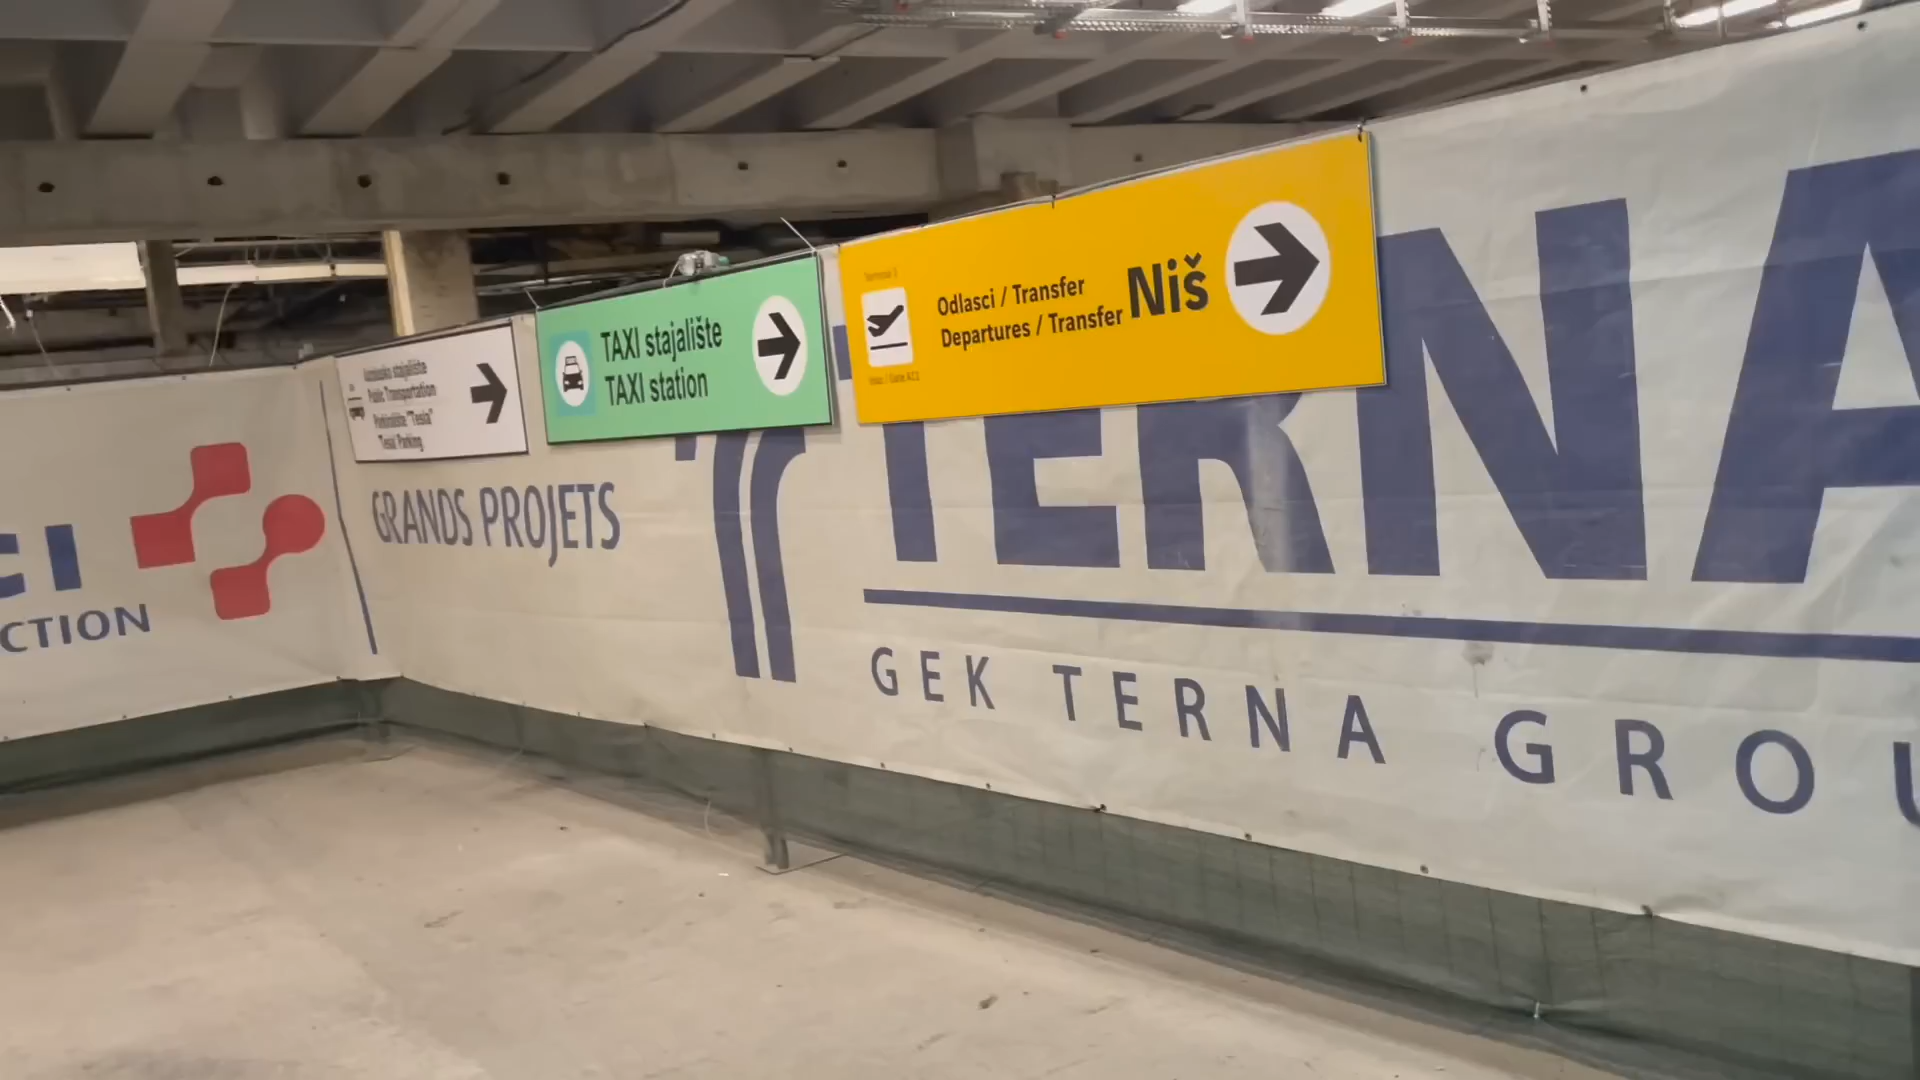 Autobusko stajalište
Public Transportation
Parkiralište "Tesla"
Tesla Parking
TAXI stajalište
TAXI station
Odlasci / Transfer
Departures / Transfer
Niš
CI
CTION
GRANDS PROJETS
TERNA
GEK TERNA GROU